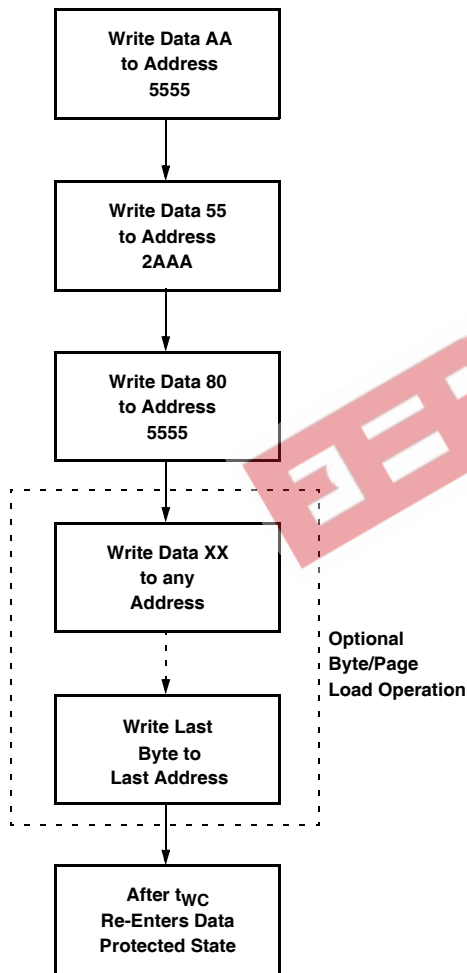 Write Data AA
to Address
5555
Write Data 55
to Address
2AAA
Write Data 80
to Address
5555
Write Data XX
to any
Address
Optional
Byte/Page
Load Operation
Write Last
Byte to
Last Address
After tWC
Re-Enters Data
Protected State